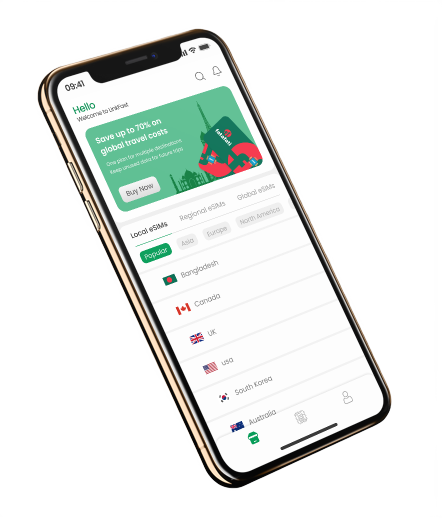 09:41
Hello
Welcome to LinkFast
Save up to 70% on
global travel costs
One plan for multiple destinations
Keep unused data for future trips
Buy Now
Local eSIMs
Regional eSIMs
Global eSIMs
Popular
Asia
Europe
North America
Bangladesh
Canada
UK
usa
South Korea
Australia